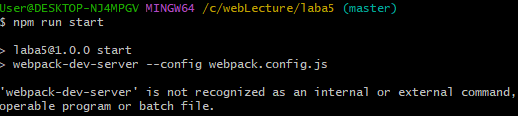 User@DESKTOP-NJ4MPGV MINGW64 /c/webLecture/laba5 (master)
$ npm run start
> laba5@1.0.0 start
> webpack-dev-server --config webpack.config.js
'webpack-dev-server' is not recognized as an internal or external command,
operable program or batch file.